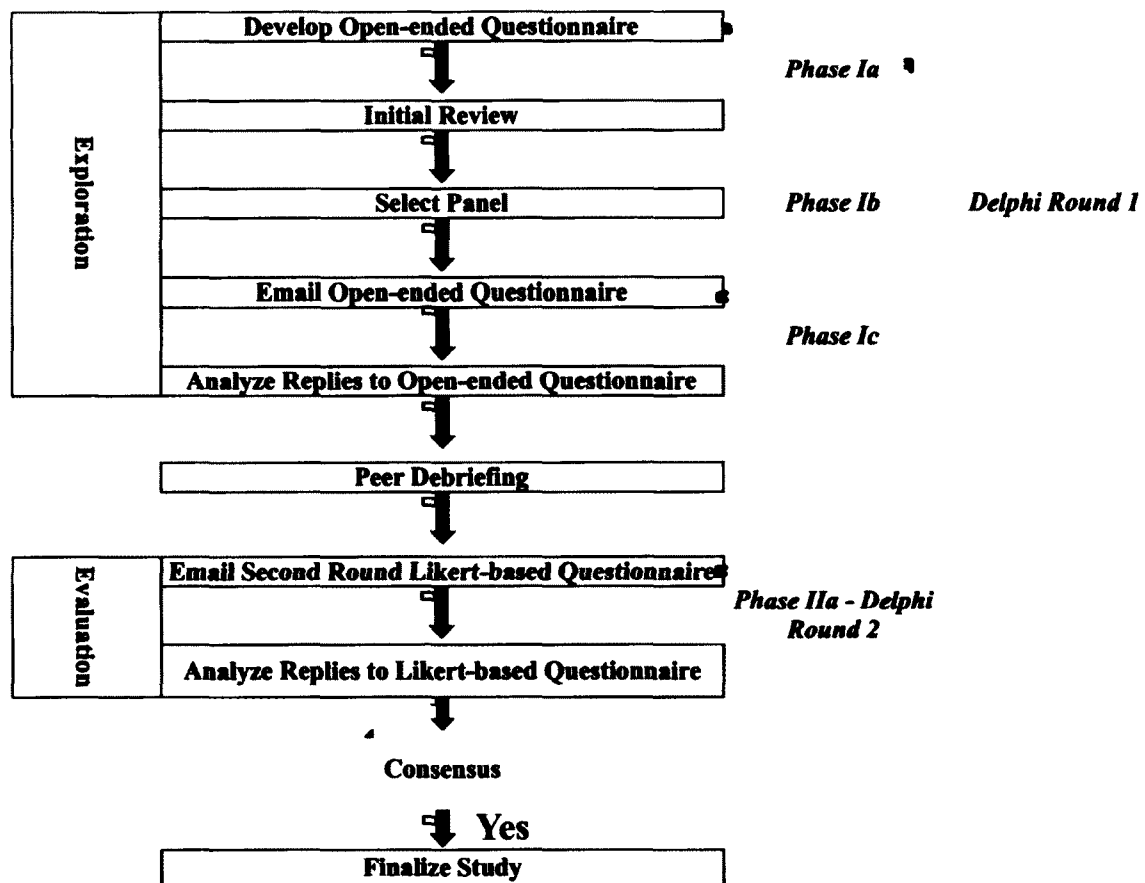 Develop Open-ended Questionnaire
Phase Ia
Initial Review
Exploration
Select Panel
Phase Ib
Delphi Round 1
Email Open-ended Questionnaire
Phase Ic
Analyze Replies to Open-ended Questionnaire
Peer Debriefing
Evaluation
Email Second Round Likert-based Questionnaire
Phase IIa - Delphi
Round 2
Analyze Replies to Likert-based Questionnaire
Consensus
Yes
Finalize Study